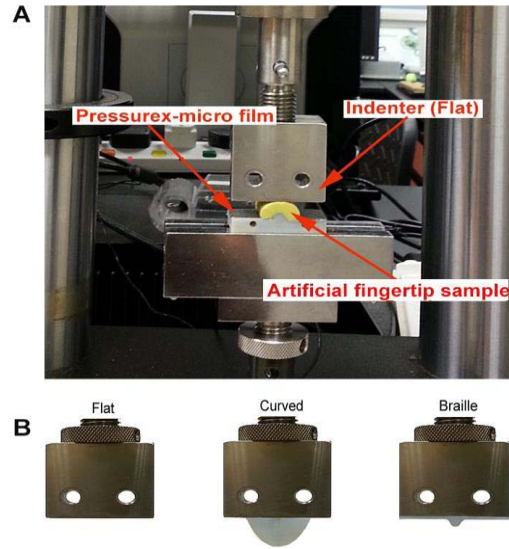 A
Pressurex-micro film
Indenter (Flat)
Artificial fingertip sample
B
Flat
Curved
Braille